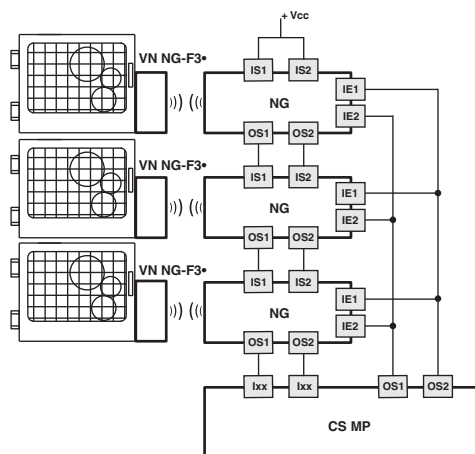 + Vcc
VN NG-F3•
IS1 IS2
IE1
NG
IE2
OS1 OS2
VN NG-F3•
IS1 IS2
IE1
NG
IE2
OS1 OS2
VN NG-F3•
IS1 IS2
IE1
NG
IE2
OS1 OS2
Ixx Ixx OS1 OS2
CS MP